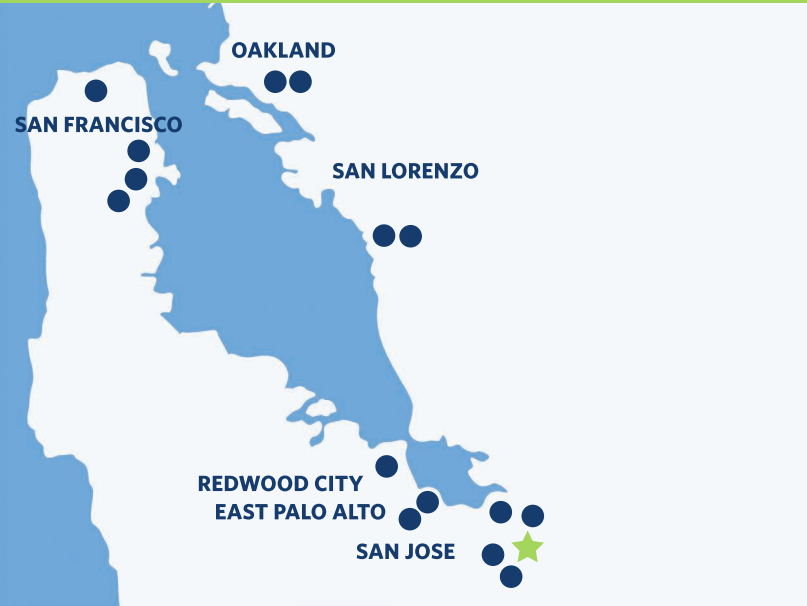 OAKLAND
SAN FRANCISCO
SAN LORENZO
REDWOOD CITY
EAST PALO ALTO
SAN JOSE